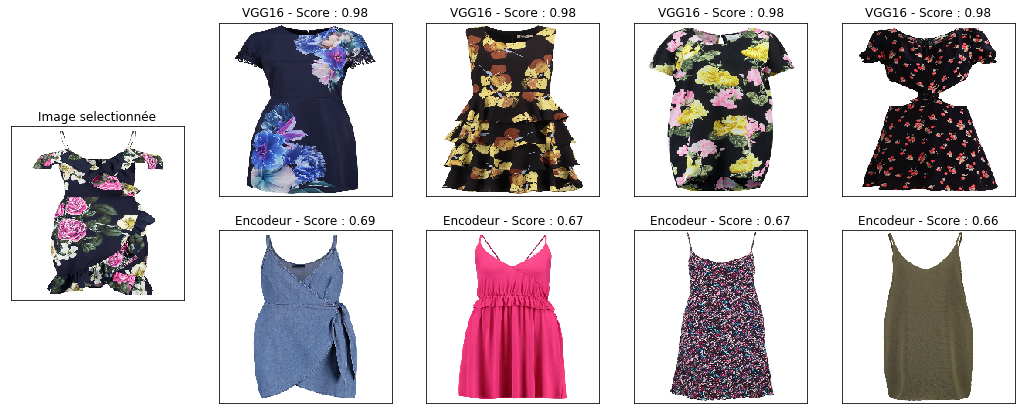 VGG16 - Score : 0.98
VGG16 - Score : 0.98
VGG16 - Score : 0.98
VGG16 - Score : 0.98
Image selectionnée
Encodeur - Score : 0.69
Encodeur - Score : 0.67
Encodeur - Score : 0.67
Encodeur - Score : 0.66